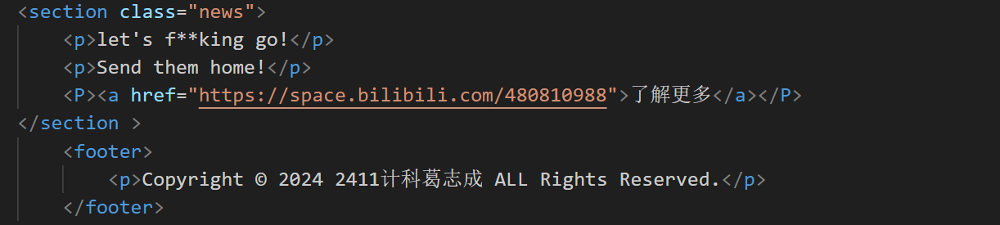 <section class="news">
<p>let's f**king go!</p>
<p>Send them home!</p>
<P><a href="https://space.bilibili.com/480810988">了解更多</a></P>
</section >
<footer>
<p>Copyright © 2024 2411计科葛志成 ALL Rights Reserved.</p>
</footer>